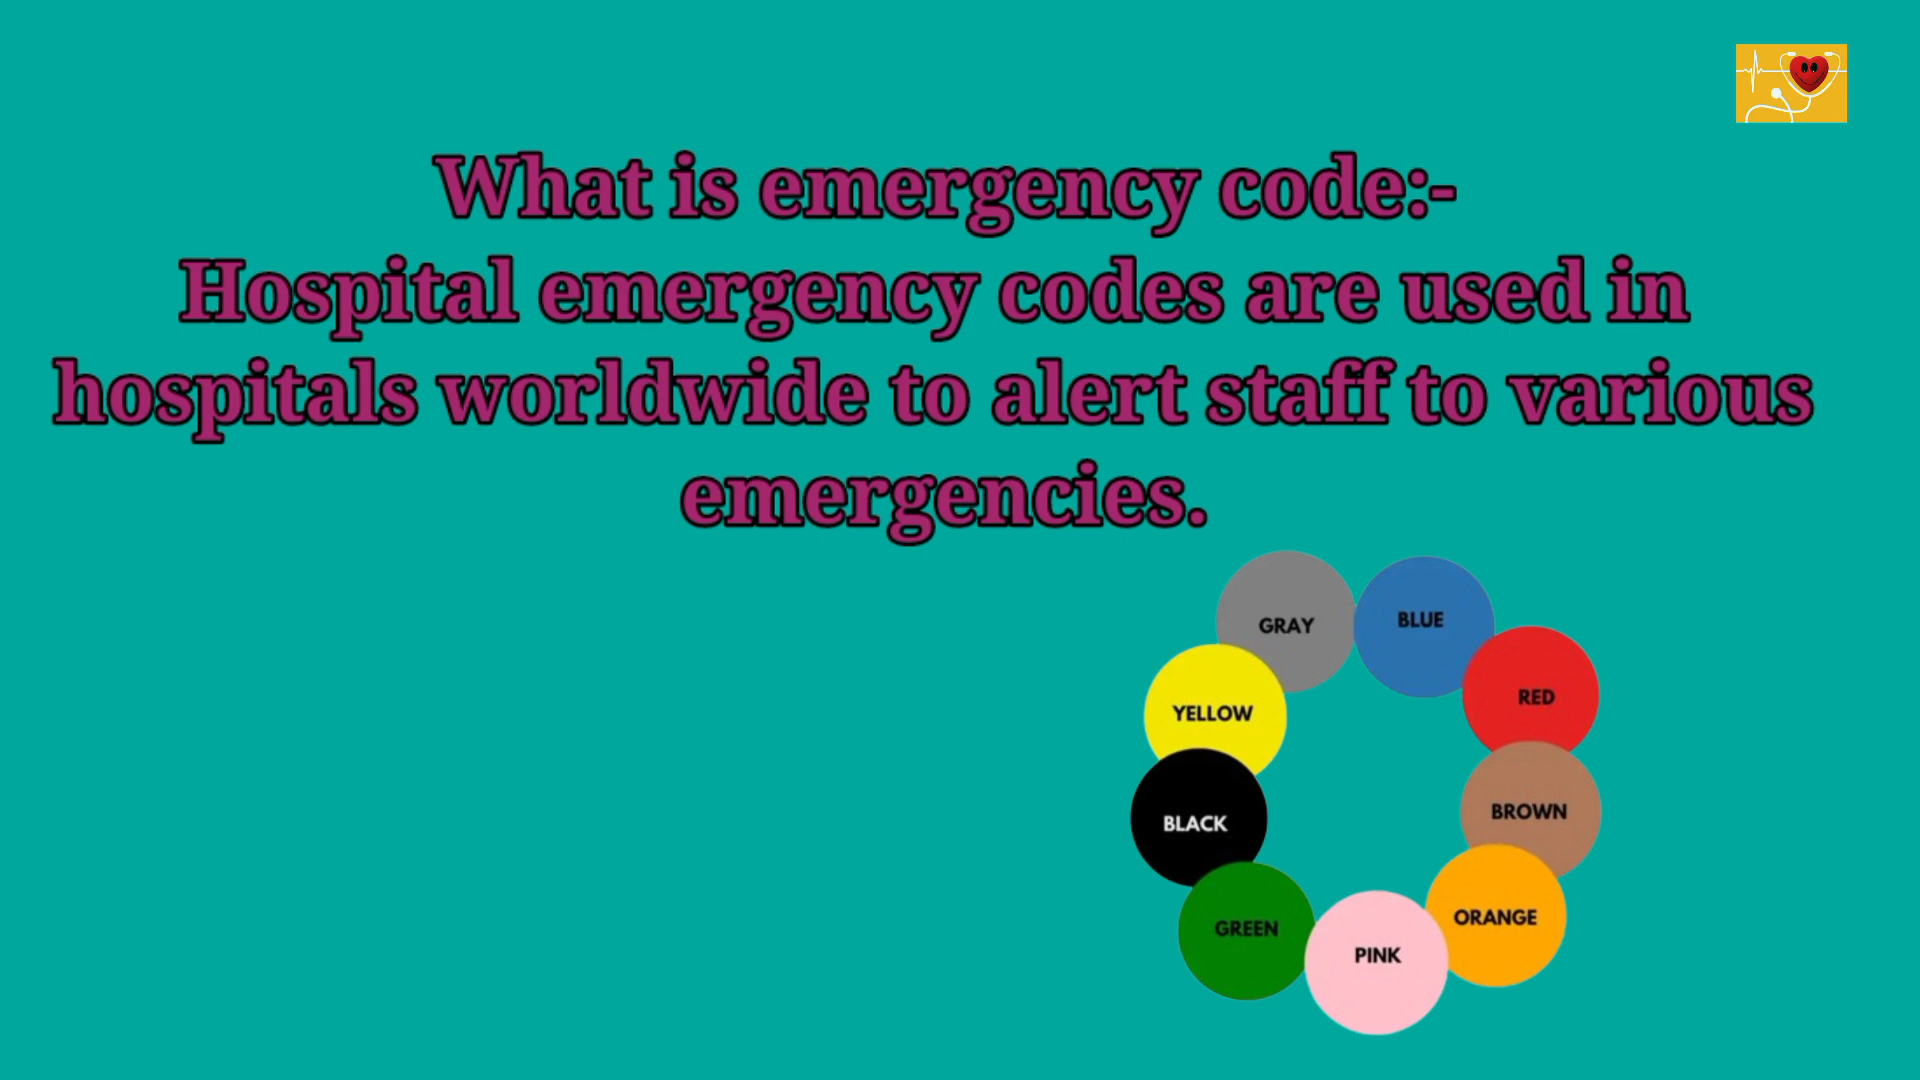 What is emergency code:-
Hospital emergency codes are used in
hospitals worldwide to alert staff to various
emergencies.
GRAY
BLUE
RED
YELLOW
BROWN
BLACK
ORANGE
GREEN
PINK